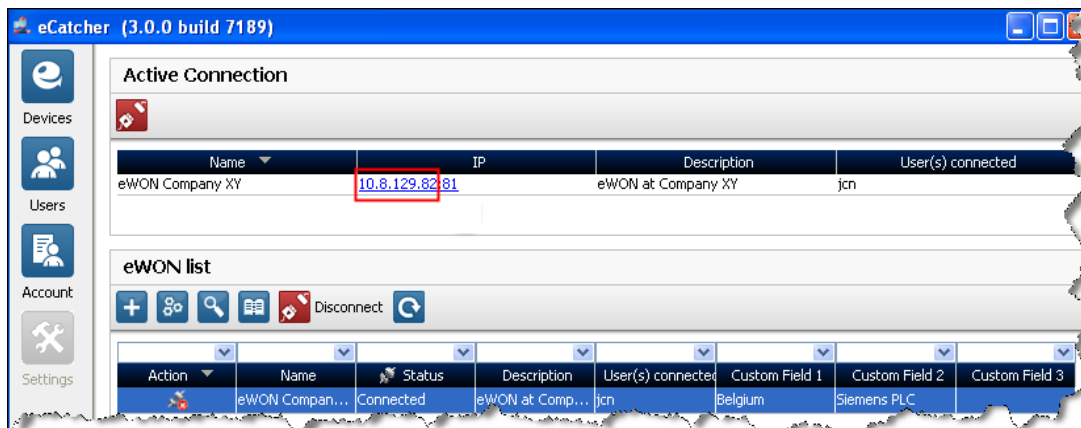 eCatcher (3.0.0 build 7189)
Devices
Users
Account
Settings
Active Connection
Name IP Description User(s) connected
eWON Company XY 10.8.129.82:81 eWON at Company XY jcn
eWON list
Disconnect
Action Name Status Description User(s) connected Custom Field 1 Custom Field 2 Custom Field 3
eWON Compan... Connected eWON at Comp... jcn Belgium Siemens PLC